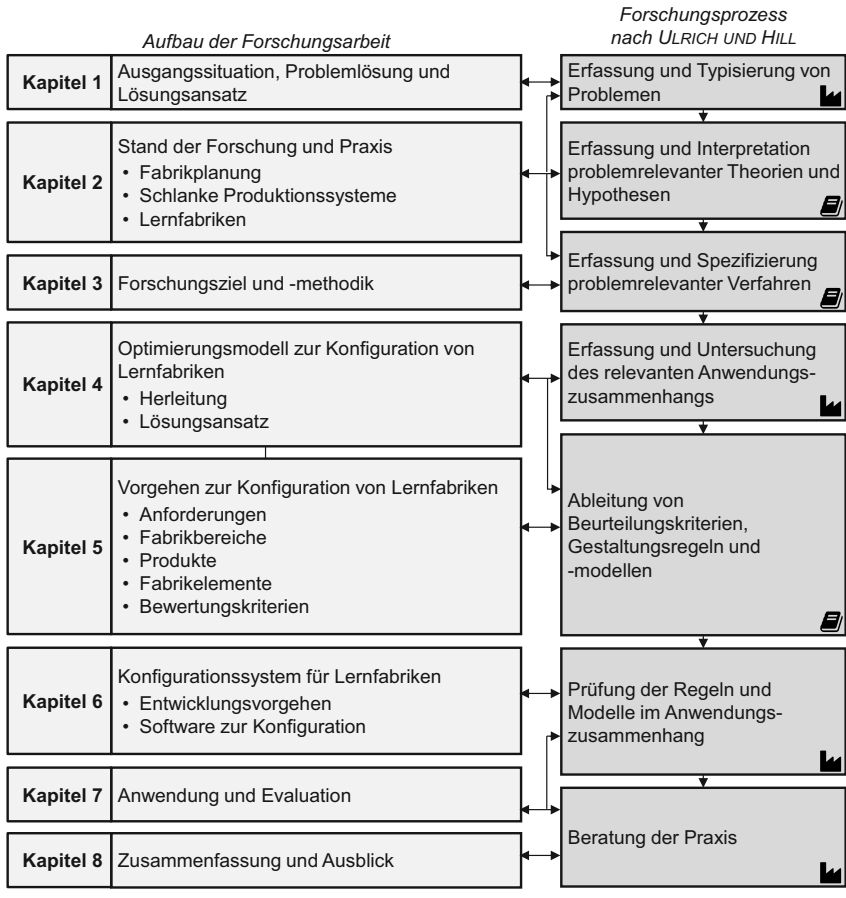 Aufbau der Forschungsarbeit
Forschungsprozess
nach ULRICH UND HILL
Kapitel 1
Ausgangssituation, Problemlösung und
Lösungsansatz
Erfassung und Typisierung von
Problemen
Kapitel 2
Stand der Forschung und Praxis
• Fabrikplanung
• Schlanke Produktionssysteme
• Lernfabriken
Erfassung und Interpretation
problemrelevanter Theorien und
Hypothesen
Kapitel 3
Forschungsziel und -methodik
Erfassung und Spezifizierung
problemrelevanter Verfahren
Kapitel 4
Optimierungsmodell zur Konfiguration von
Lernfabriken
• Herleitung
• Lösungsansatz
Erfassung und Untersuchung
des relevanten Anwendungs-
zusammenhangs
Kapitel 5
Vorgehen zur Konfiguration von Lernfabriken
• Anforderungen
• Fabrikbereiche
• Produkte
• Fabrikelemente
• Bewertungskriterien
Ableitung von
Beurteilungskriterien,
Gestaltungsregeln und
-modellen
Kapitel 6
Konfigurationssystem für Lernfabriken
• Entwicklungsvorgehen
• Software zur Konfiguration
Prüfung der Regeln und
Modelle im Anwendungs-
zusammenhang
Kapitel 7
Anwendung und Evaluation
Kapitel 8
Zusammenfassung und Ausblick
Beratung der Praxis